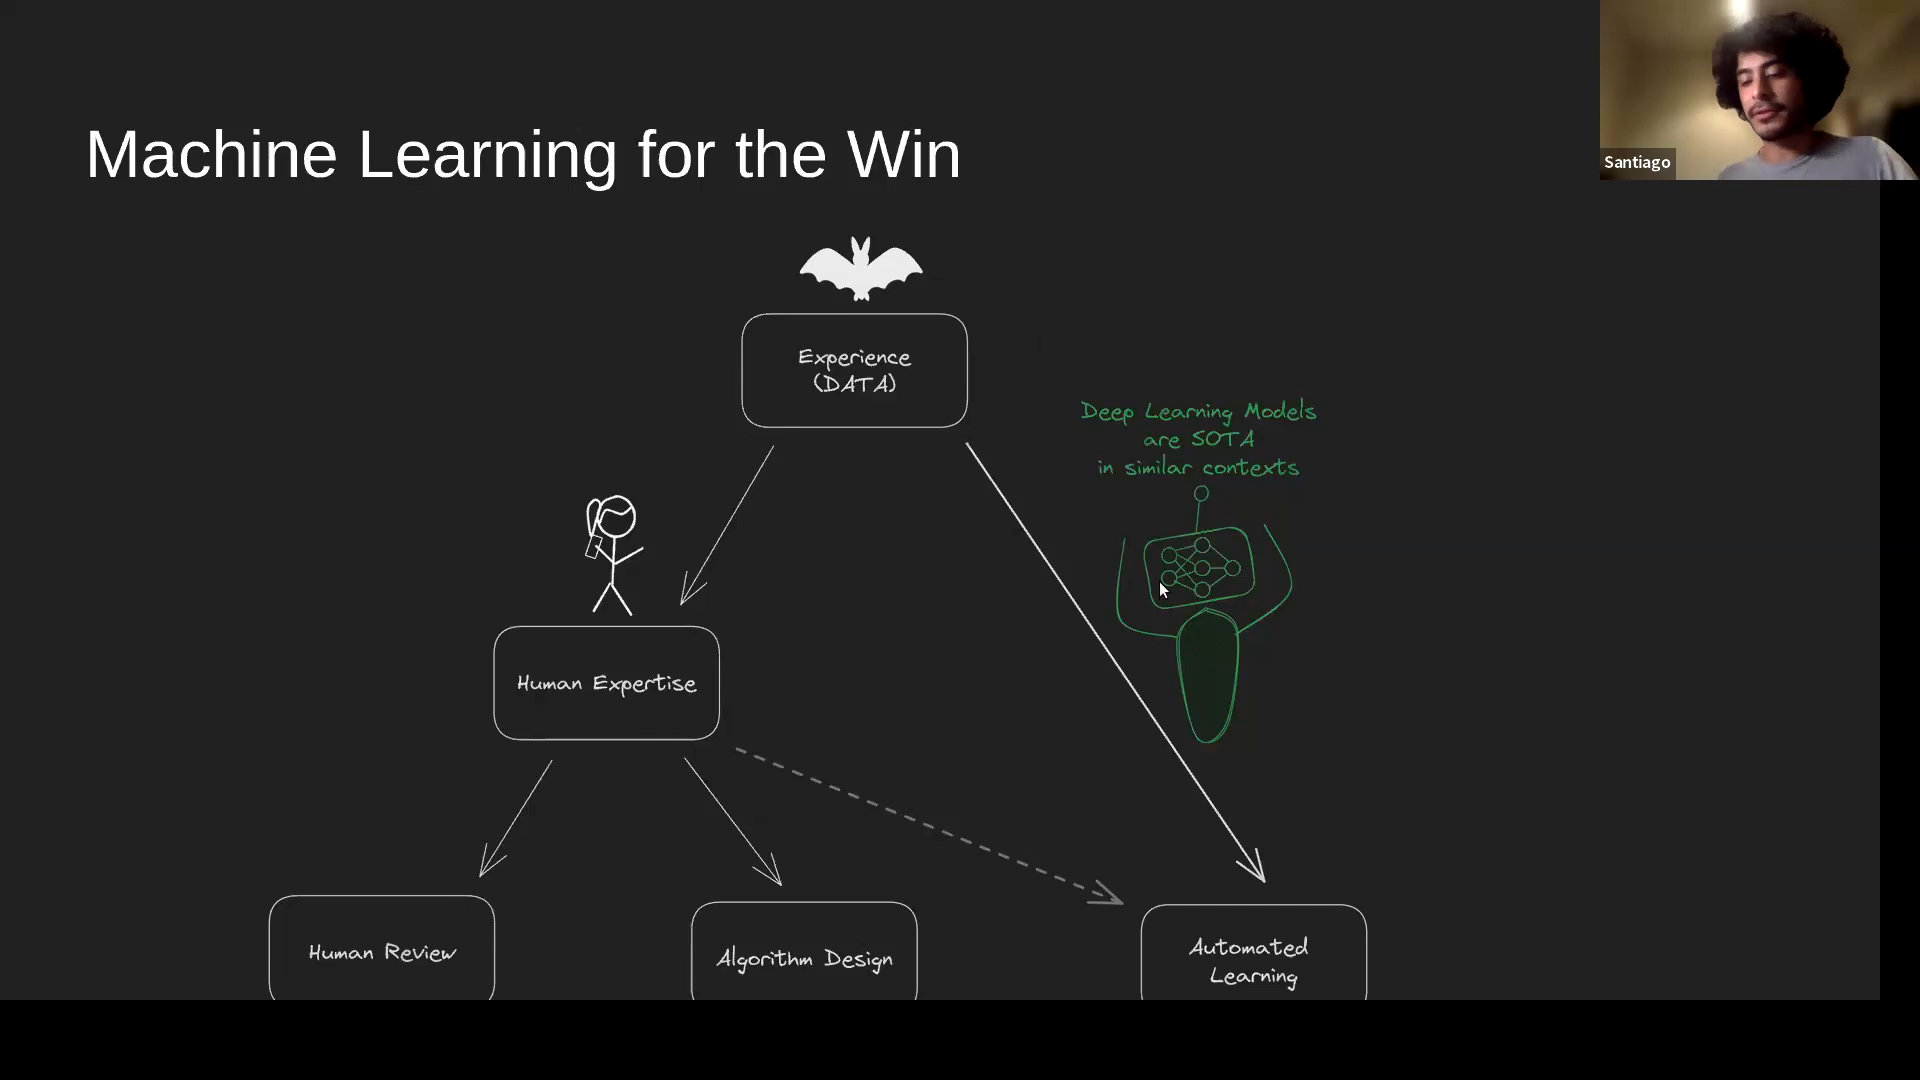 Machine Learning for the Win
Santiago
Experience
(DATA)
Deep Learning Models
are SOTA
in similar contexts
Human Expertise
Human Review
Algorithm Design
Automated
Learning